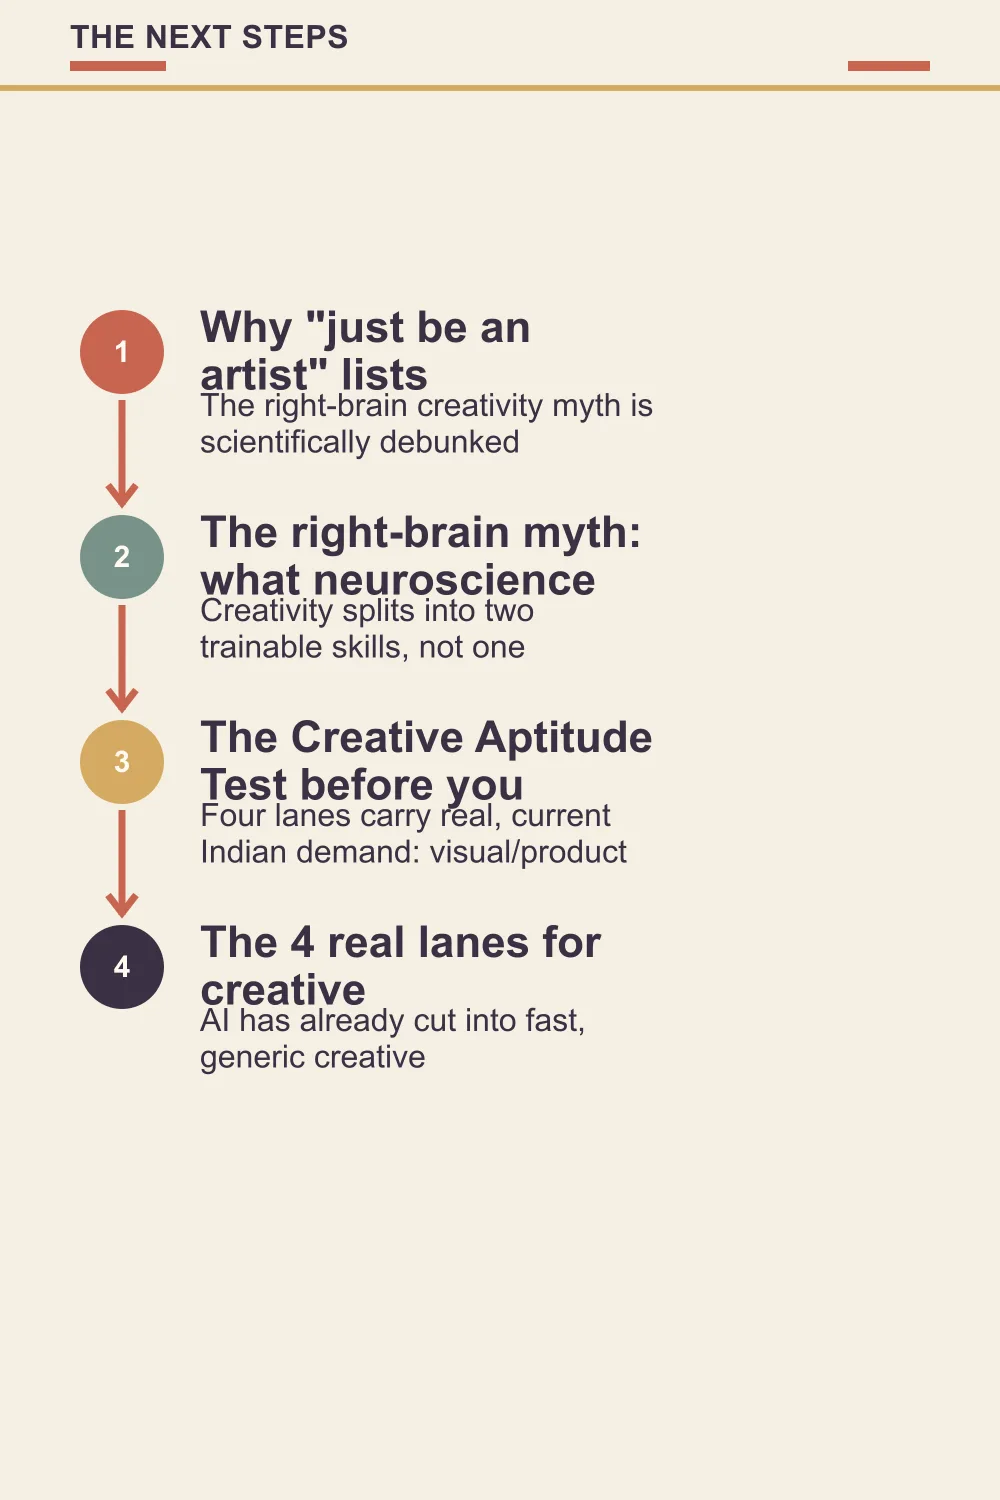 THE NEXT STEPS
1
Why "just be an
artist" lists
The right-brain creativity myth is
scientifically debunked
2
The right-brain myth:
what neuroscience
Creativity splits into two
trainable skills, not one
3
The Creative Aptitude
Test before you
Four lanes carry real, current
Indian demand: visual/product
4
The 4 real lanes for
creative
AI has already cut into fast,
generic creative